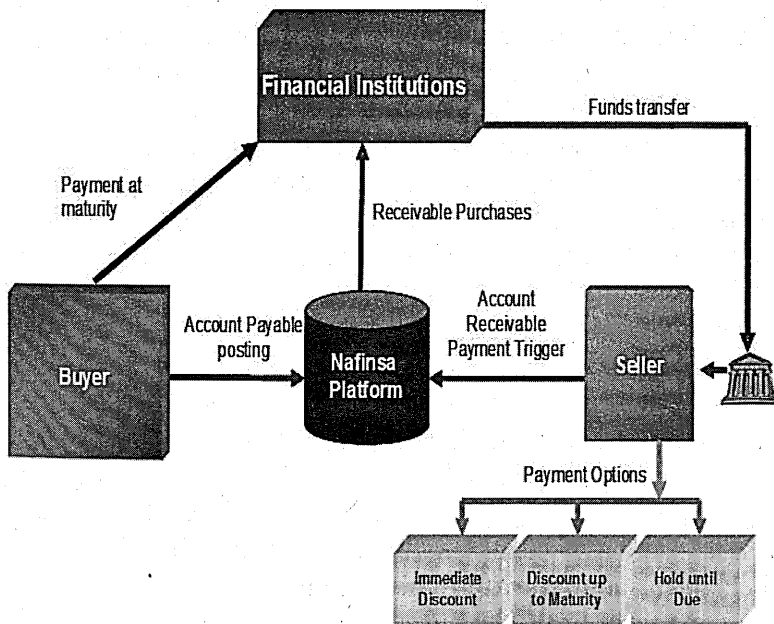 Financial Institutions
Funds transfer
Payment at
maturity
Receivable Purchases
Account Payable
posting
Account
Receivable
Payment Trigger
Buyer
Nafinsa
Platform
Seller
Payment Options
Immediate
Discount
Discount up
to Maturity
Hold until
Due